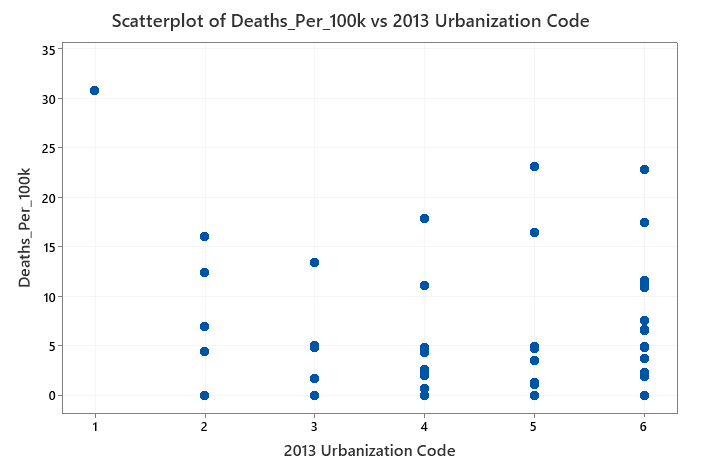 Scatterplot of Deaths_Per_100k vs 2013 Urbanization Code
35
30
25
20
15
10
5
0
Deaths_Per_100k
1 2 3 4 5 6
2013 Urbanization Code